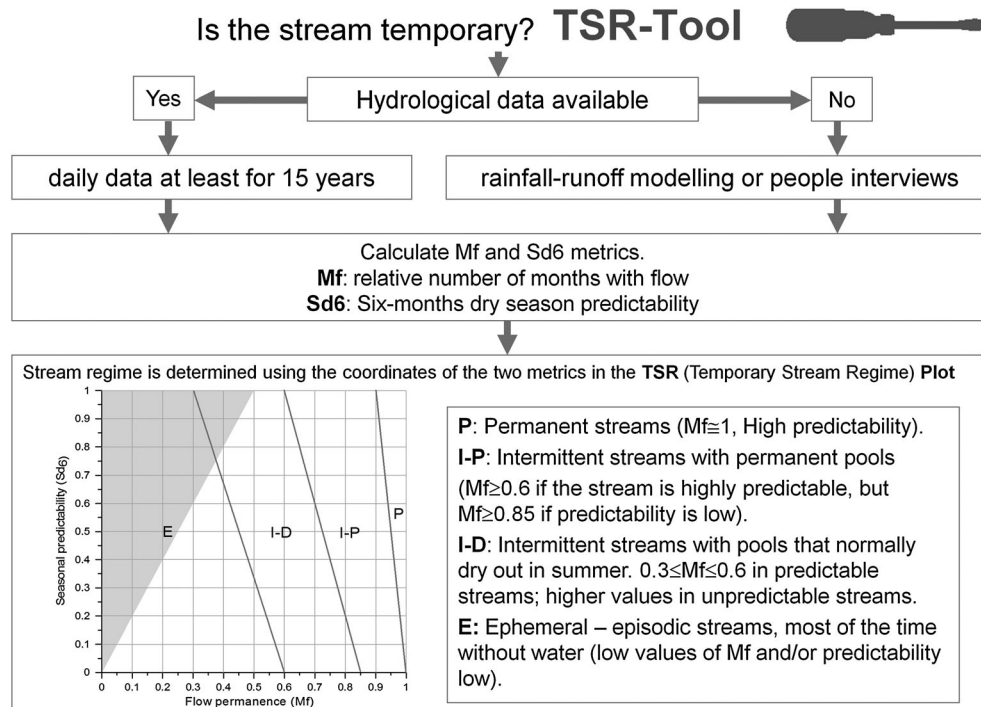 Is the stream temporary? TSR-Tool
Hydrological data available
Yes
No
daily data at least for 15 years
rainfall-runoff modelling or people interviews
Calculate Mf and Sd6 metrics.
Mf: relative number of months with flow
Sd6: Six-months dry season predictability
Stream regime is determined using the coordinates of the two metrics in the TSR (Temporary Stream Regime) Plot
Seasonal predictability (Sd6)
1
0.9
0.8
0.7
0.6
0.5
0.4
0.3
0.2
0.1
0
E
I-D
I-P
P
0 0.1 0.2 0.3 0.4 0.5 0.6 0.7 0.8 0.9 1
Flow permanence (Mf)
P: Permanent streams (Mf≅1, High predictability).
I-P: Intermittent streams with permanent pools
(Mf≥0.6 if the stream is highly predictable, but
Mf≥0.85 if predictability is low).
I-D: Intermittent streams with pools that normally
dry out in summer. 0.3≤Mf≤0.6 in predictable
streams; higher values in unpredictable streams.
E: Ephemeral – episodic streams, most of the time
without water (low values of Mf and/or predictability
low).